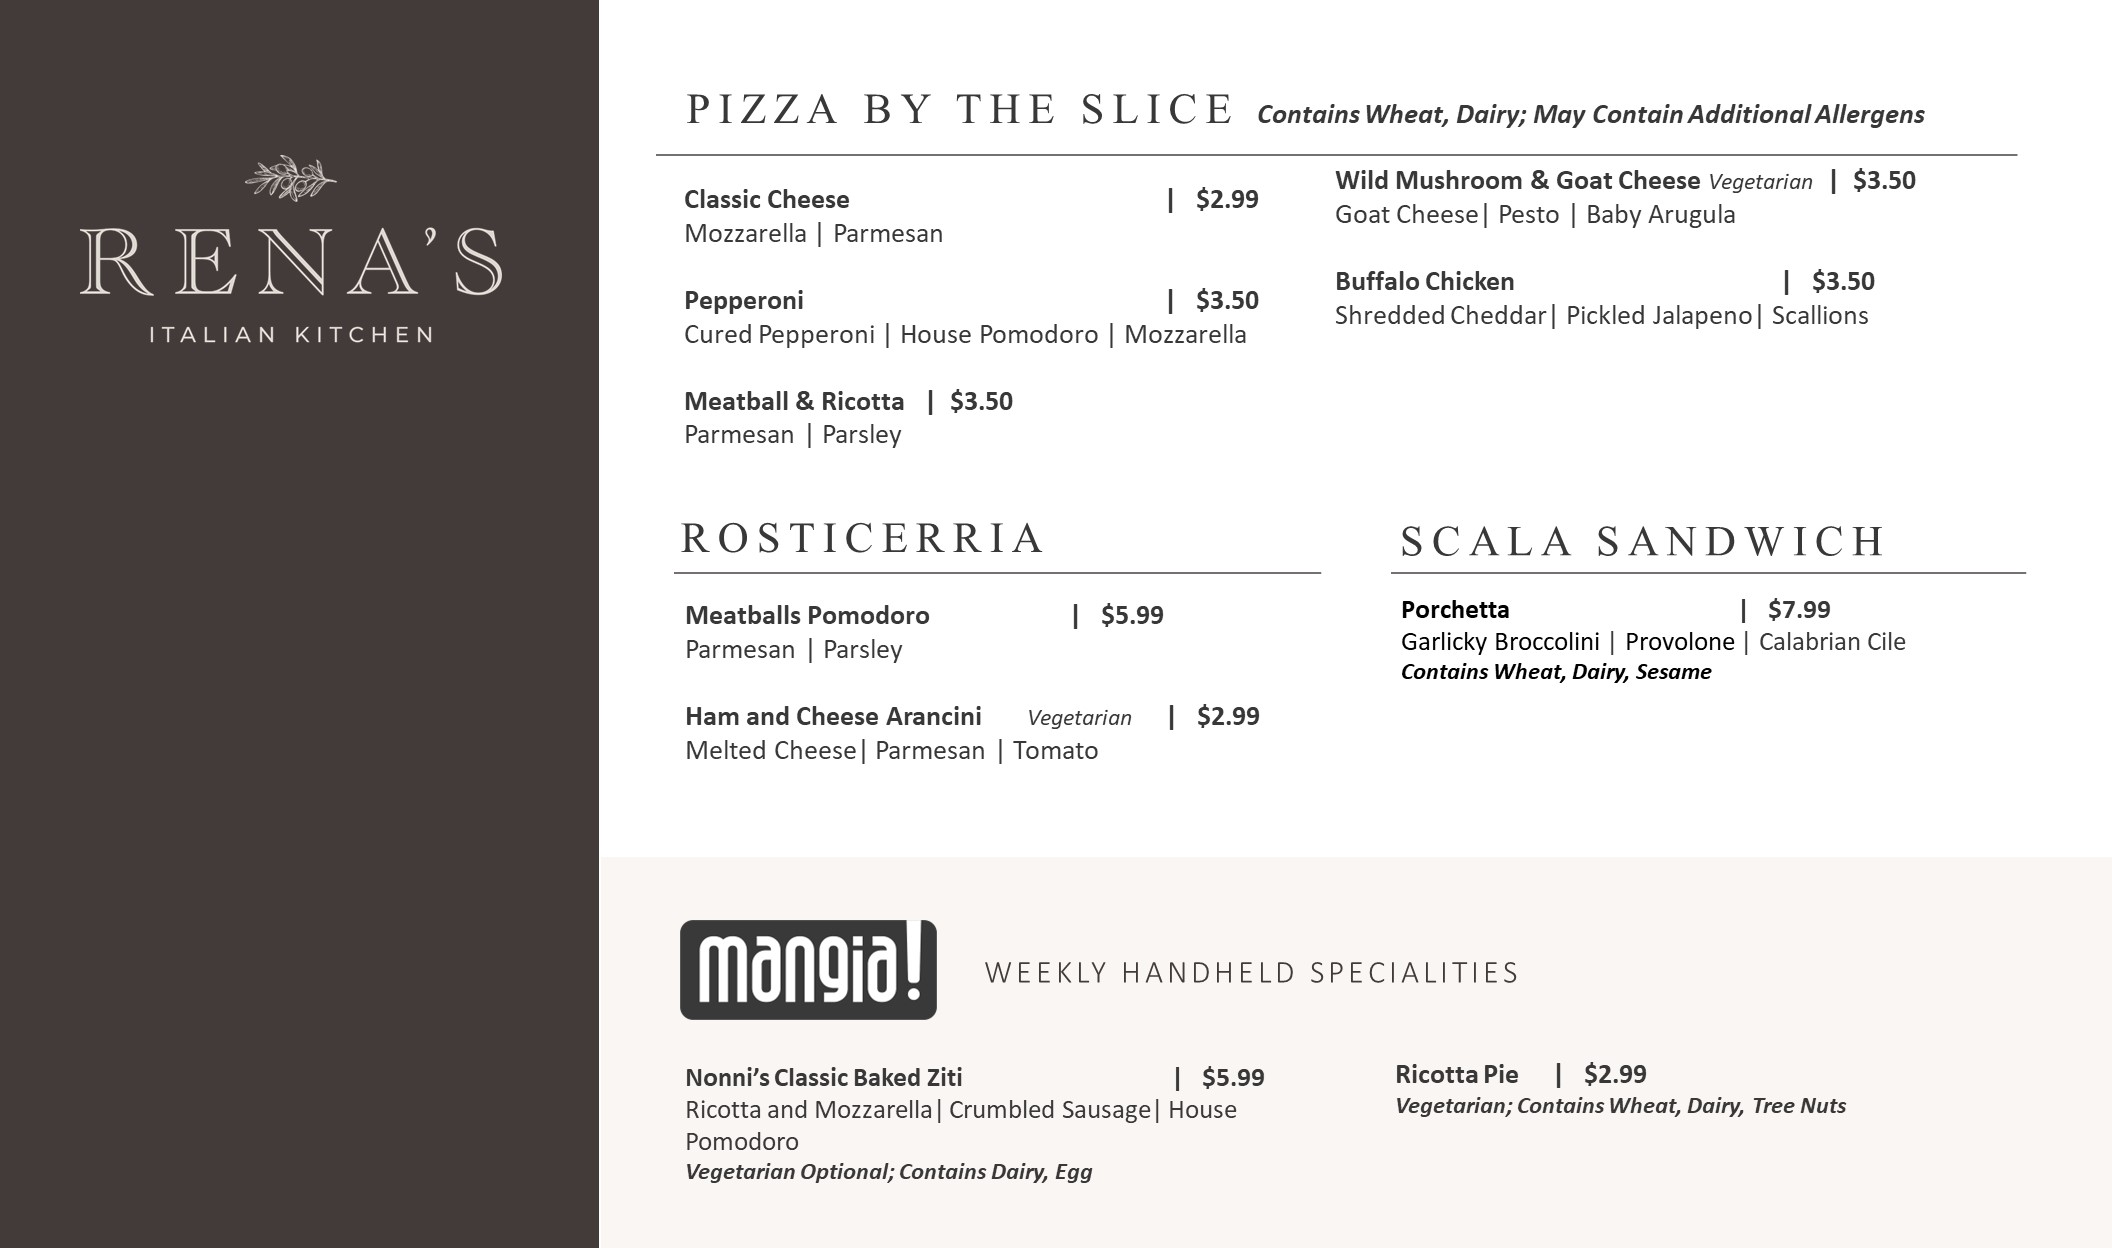 RENA'S
ITALIAN KITCHEN
PIZZA BY THE SLICE Contains Wheat, Dairy; May Contain Additional Allergens
Classic Cheese | $2.99
Mozzarella | Parmesan
Pepperoni | $3.50
Cured Pepperoni | House Pomodoro | Mozzarella
Meatball & Ricotta | $3.50
Parmesan | Parsley
Wild Mushroom & Goat Cheese Vegetarian | $3.50
Goat Cheese| Pesto | Baby Arugula
Buffalo Chicken | $3.50
Shredded Cheddar| Pickled Jalapeno| Scallions
ROSTICERRIA
Meatballs Pomodoro | $5.99
Parmesan | Parsley
Ham and Cheese Arancini Vegetarian | $2.99
Melted Cheese| Parmesan | Tomato
SCALA SANDWICH
Porchetta | $7.99
Garlicky Broccolini | Provolone | Calabrian Cile
Contains Wheat, Dairy, Sesame
mangia! WEEKLY HANDHELD SPECIALITIES
Nonni’s Classic Baked Ziti | $5.99
Ricotta and Mozzarella| Crumbled Sausage| House
Pomodoro
Vegetarian Optional; Contains Dairy, Egg
Ricotta Pie | $2.99
Vegetarian; Contains Wheat, Dairy, Tree Nuts